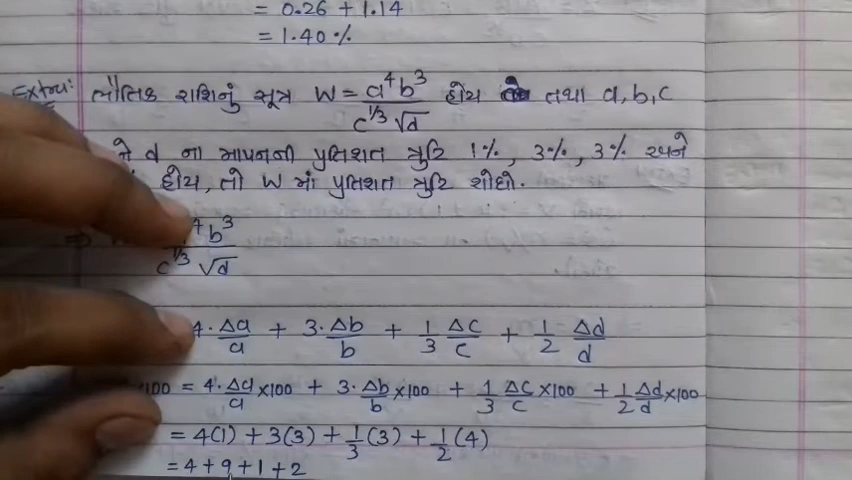 = 0.26 + 1.14
= 1.40 %
Extra: ભૌતિક રાશિનું સૂત્ર W = a⁴b³ / c^(1/3) √d હોય તથા a, b, c
ને d ના માપનની પ્રતિશત ત્રુટિ 1%, 3%, 3% અને
હોય, તો W માં પ્રતિશત ત્રુટિ શોધો.
⁴b³ / c^(1/3) √d
4·Δa/a + 3·Δb/b + 1/3 Δc/c + 1/2 Δd/d
×100 = 4·Δa/a ×100 + 3·Δb/b ×100 + 1/3 Δc/c ×100 + 1/2 Δd/d ×100
= 4(1) + 3(3) + 1/3(3) + 1/2(4)
= 4 + 9 + 1 + 2